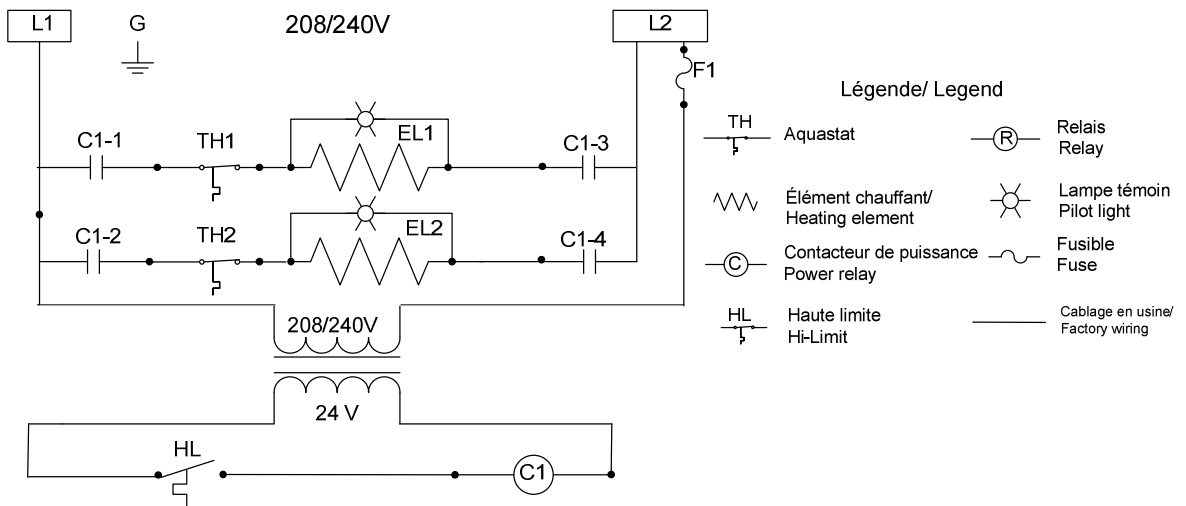 L1
G
208/240V
L2
F1
C1-1
TH1
EL1
C1-3
C1-2
TH2
EL2
C1-4
208/240V
24 V
HL
C1
Légende/ Legend
TH
Aquastat
R
Relais
Relay
Élément chauffant/
Heating element
Lampe témoin
Pilot light
C
Contacteur de puissance
Power relay
Fusible
Fuse
HL
Haute limite
Hi-Limit
Cablage en usine/
Factory wiring